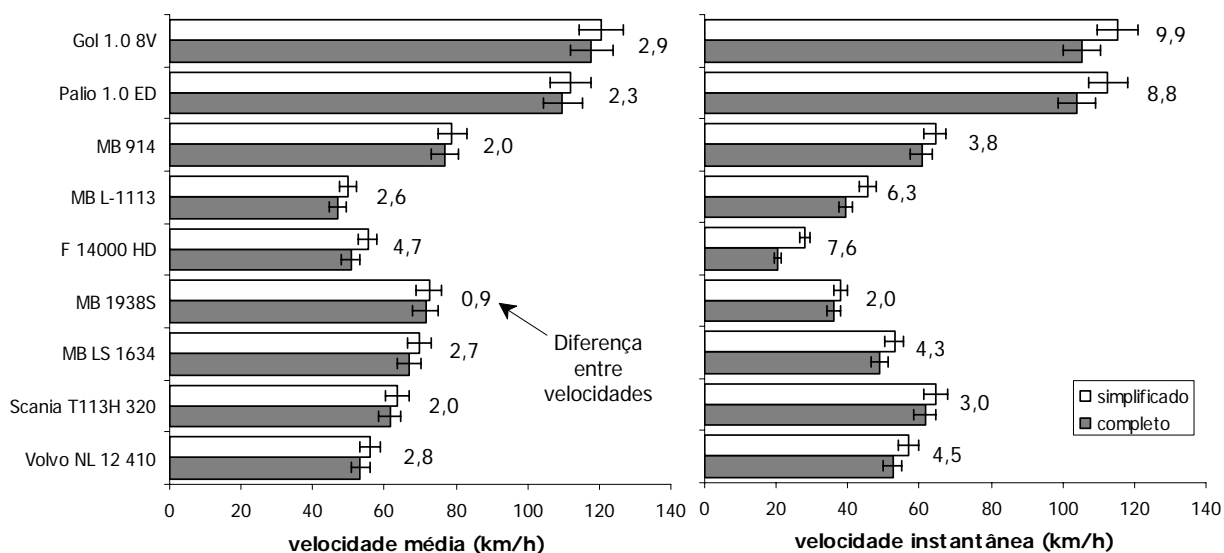 Gol 1.0 8V
2,9
9,9
Palio 1.0 ED
2,3
8,8
MB 914
2,0
3,8
MB L-1113
2,6
6,3
F 14000 HD
4,7
7,6
MB 1938S
0,9
2,0
Diferença
entre
velocidades
MB LS 1634
2,7
4,3
Scania T113H 320
2,0
3,0
simplificado
completo
Volvo NL 12 410
2,8
4,5
0 20 40 60 80 100 120
0 20 40 60 80 100 120 140
velocidade média (km/h)
velocidade instantânea (km/h)